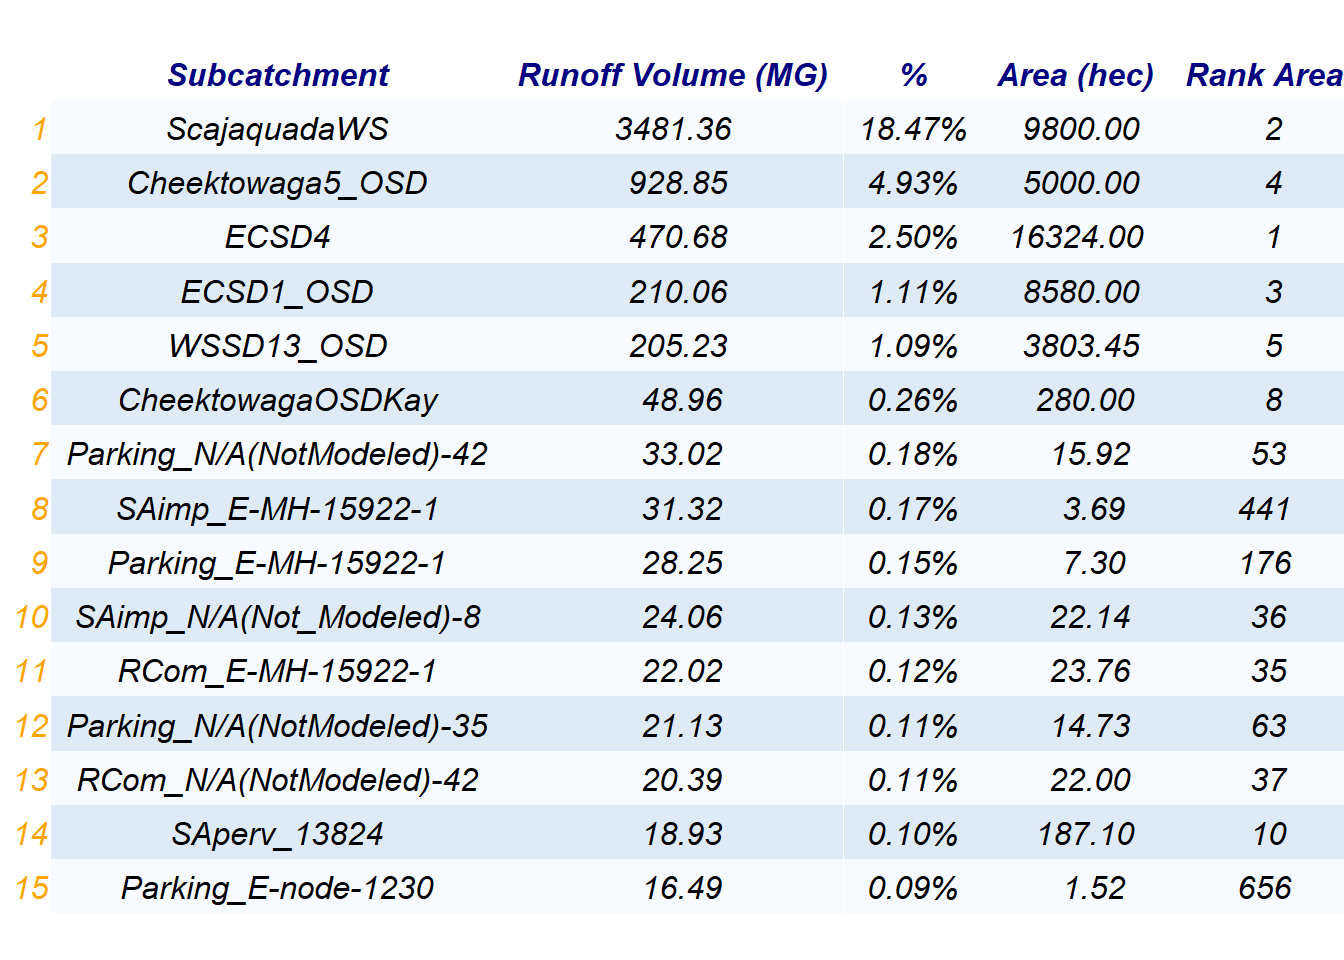 Subcatchment Runoff Volume (MG) % Area (hec) Rank Area
1 ScajaquadaWS 3481.36 18.47% 9800.00 2
2 Cheektowaga5_OSD 928.85 4.93% 5000.00 4
3 ECSD4 470.68 2.50% 16324.00 1
4 ECSD1_OSD 210.06 1.11% 8580.00 3
5 WSSD13_OSD 205.23 1.09% 3803.45 5
6 CheektowagaOSDKay 48.96 0.26% 280.00 8
7 Parking_N/A(NotModeled)-42 33.02 0.18% 15.92 53
8 SAimp_E-MH-15922-1 31.32 0.17% 3.69 441
9 Parking_E-MH-15922-1 28.25 0.15% 7.30 176
10 SAimp_N/A(Not_Modeled)-8 24.06 0.13% 22.14 36
11 RCom_E-MH-15922-1 22.02 0.12% 23.76 35
12 Parking_N/A(NotModeled)-35 21.13 0.11% 14.73 63
13 RCom_N/A(NotModeled)-42 20.39 0.11% 22.00 37
14 SAperv_13824 18.93 0.10% 187.10 10
15 Parking_E-node-1230 16.49 0.09% 1.52 656